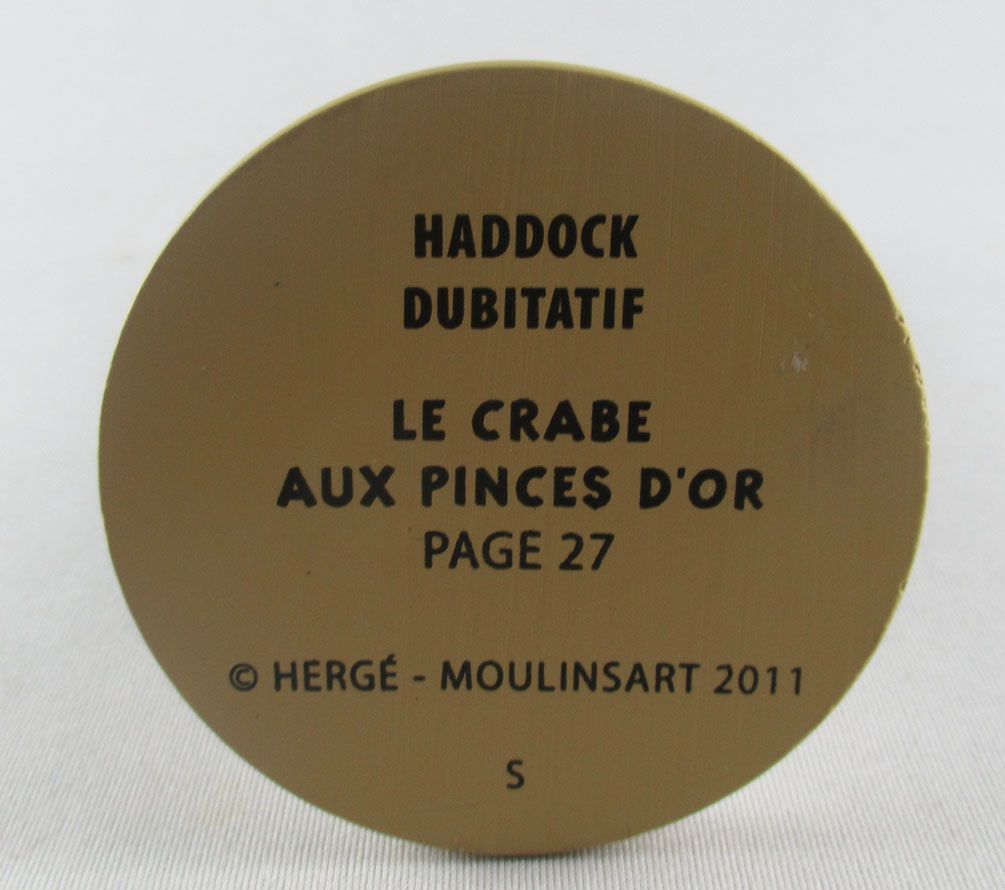 HADDOCK
DUBITATIF
LE CRABE
AUX PINCES D'OR
PAGE 27
© HERGÉ - MOULINSART 2011
S